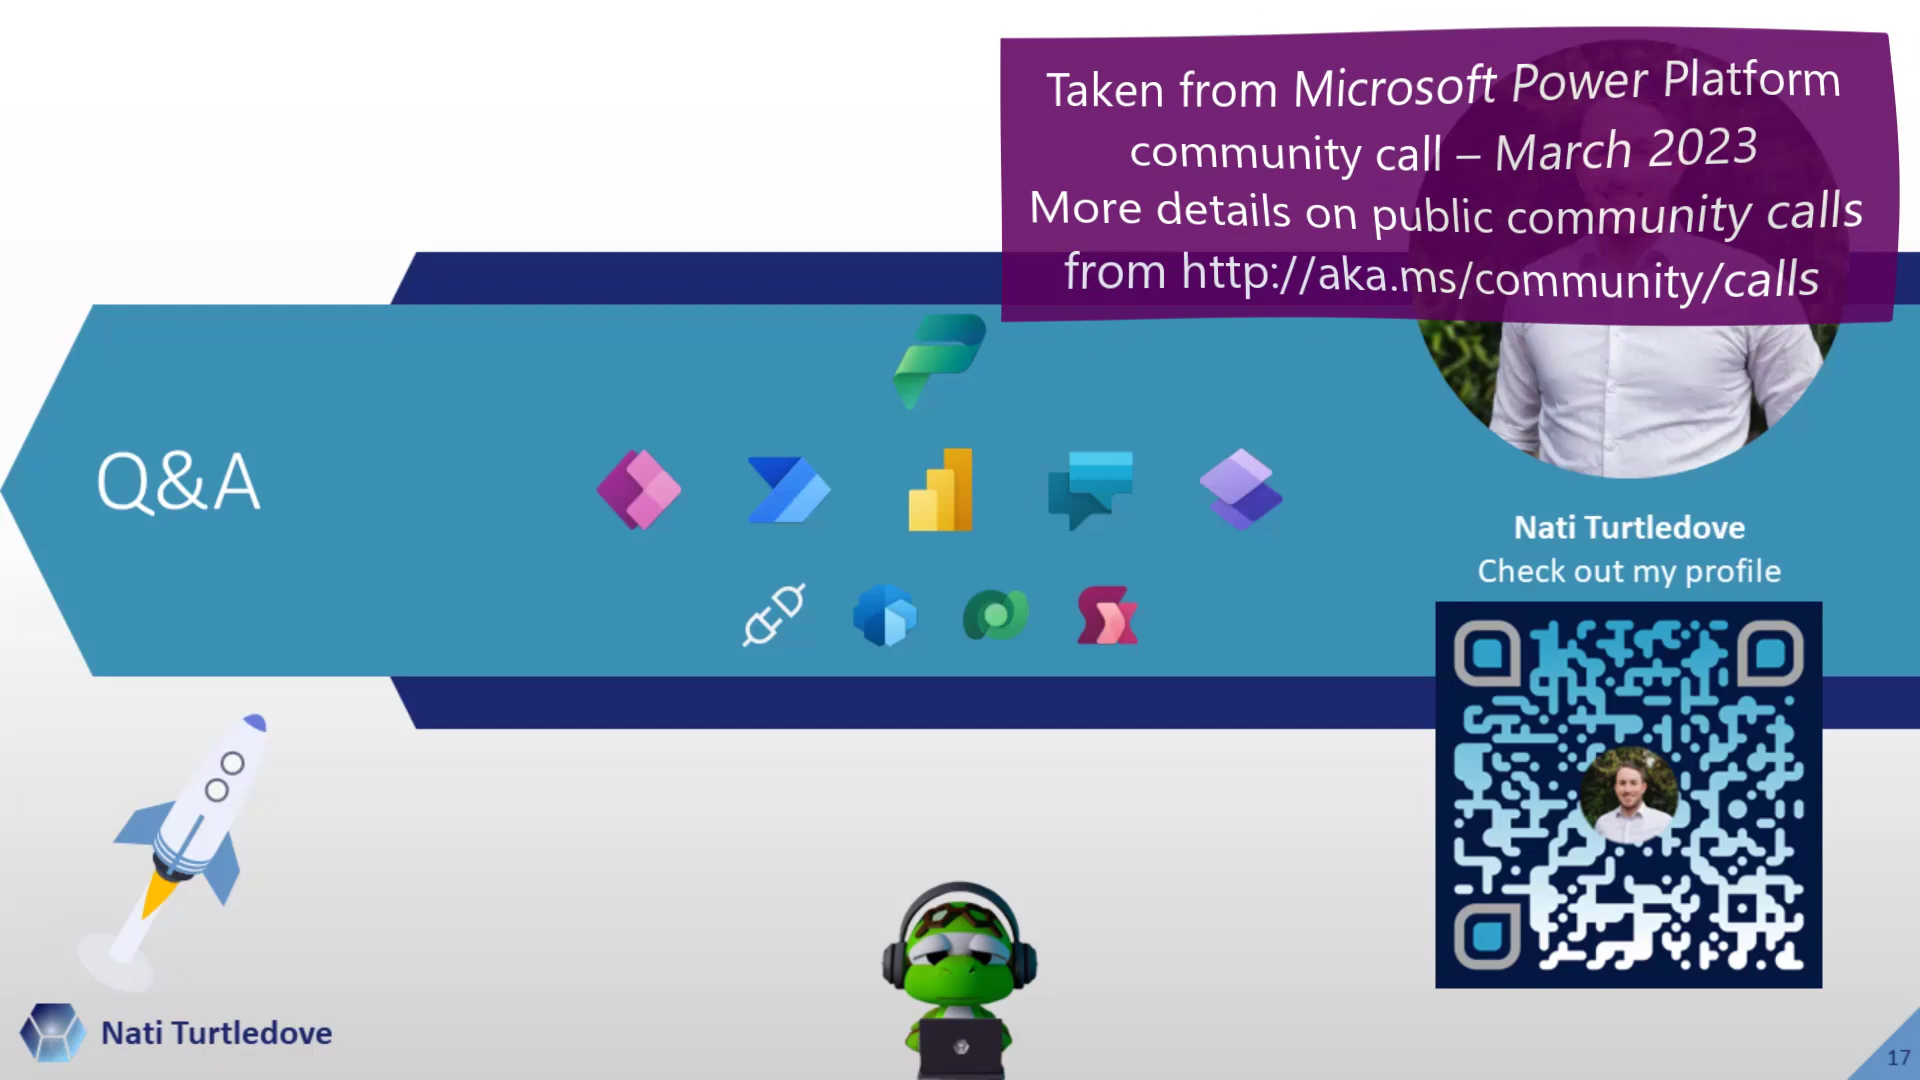 Taken from Microsoft Power Platform
community call – March 2023
More details on public community calls
from http://aka.ms/community/calls
Q&A
Nati Turtledove
Check out my profile
Nati Turtledove
17